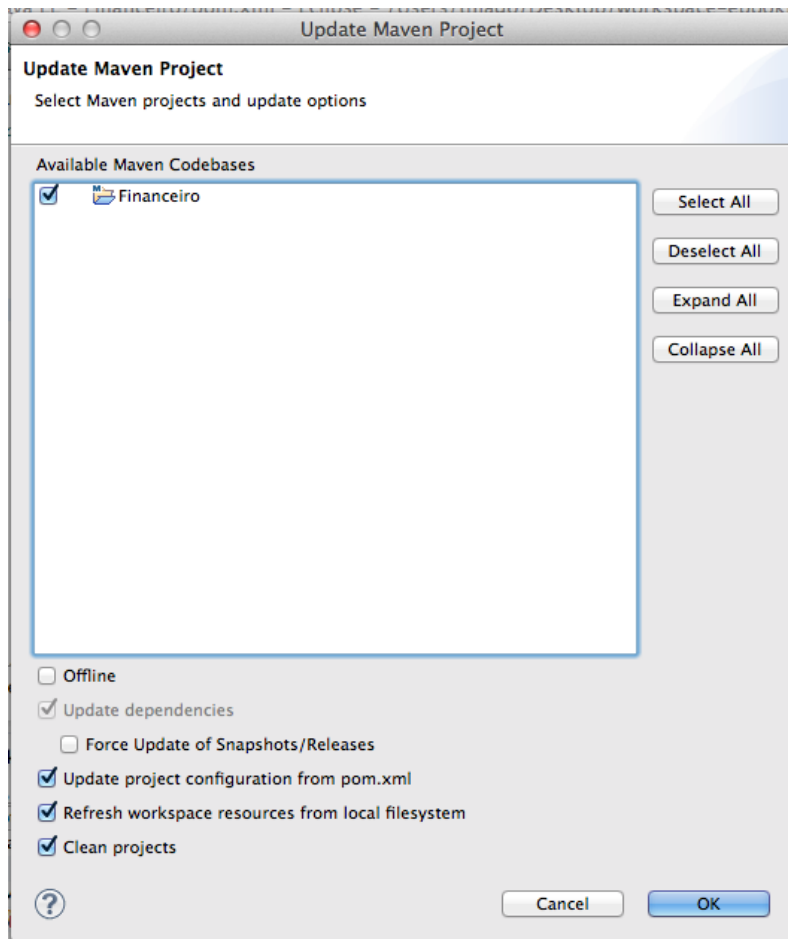 Update Maven Project
Update Maven Project
Select Maven projects and update options
Available Maven Codebases
Financeiro
Select All
Deselect All
Expand All
Collapse All
Offline
Update dependencies
Force Update of Snapshots/Releases
Update project configuration from pom.xml
Refresh workspace resources from local filesystem
Clean projects
?
Cancel
OK